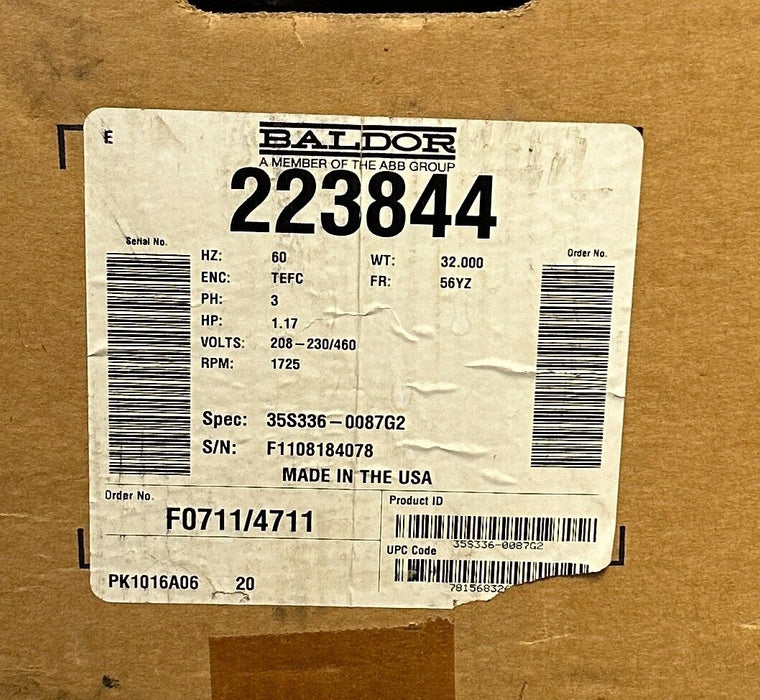 E
BALDOR
A MEMBER OF THE ABB GROUP
223844
Serial No.
Order No.
HZ: 60 WT: 32.000
ENC: TEFC FR: 56YZ
PH: 3
HP: 1.17
VOLTS: 208-230/460
RPM: 1725
Spec: 35S336-0087G2
S/N: F1108184078
MADE IN THE USA
Order No.
F0711/4711
Product ID
35S336-0087G2
UPC Code
PK1016A06 20